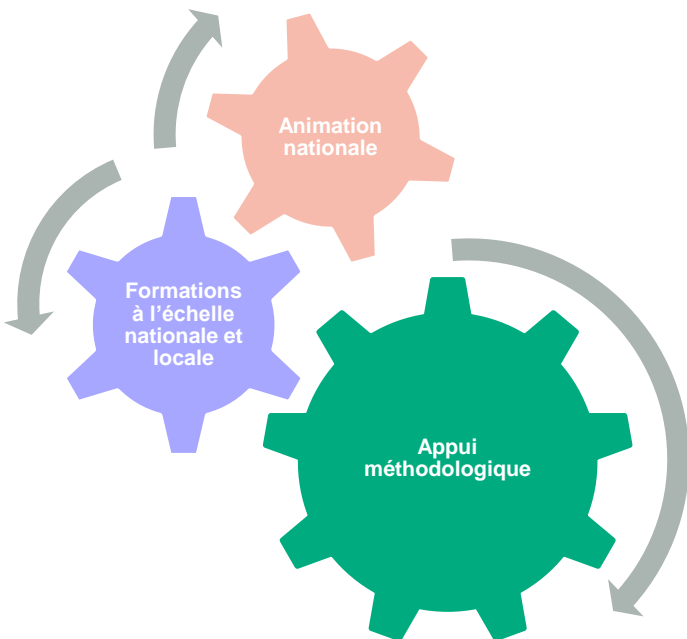 Animation
nationale
Formations
à l’échelle
nationale et
locale
Appui
méthodologique